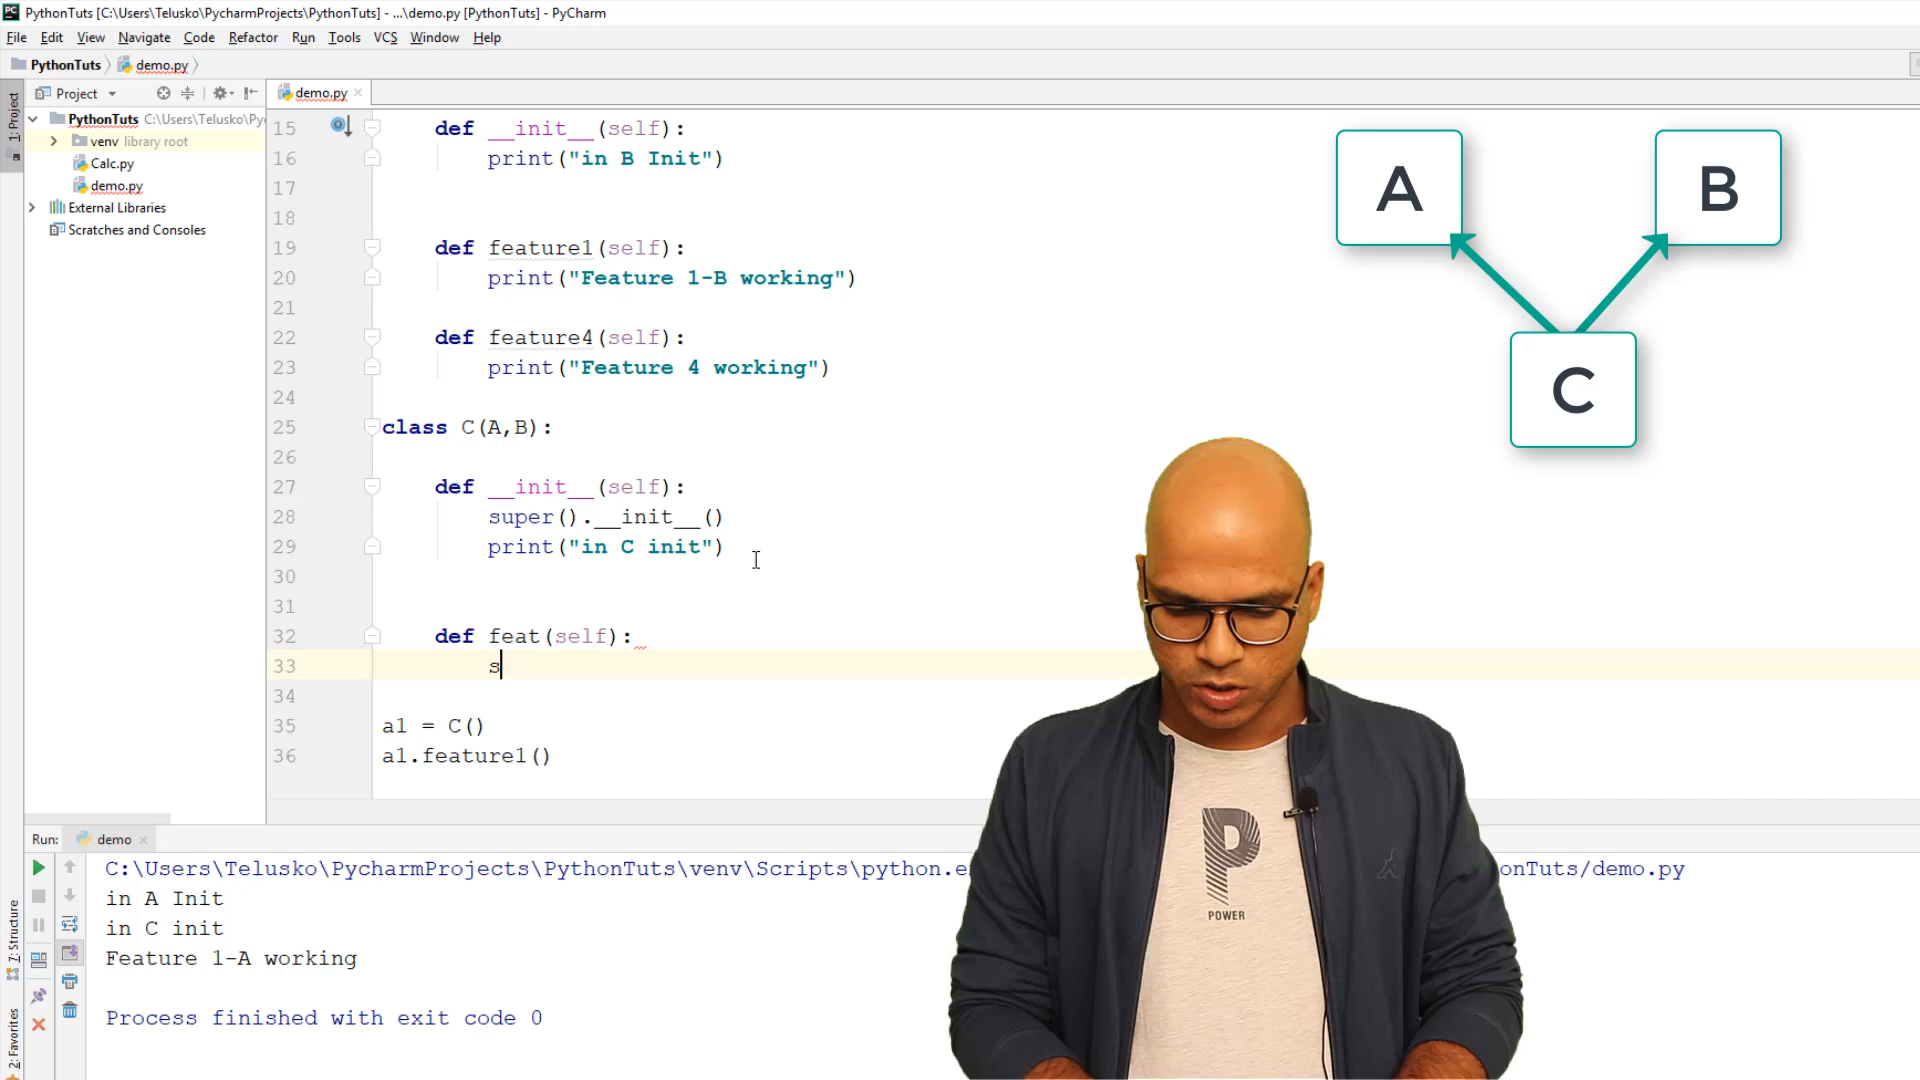 PC PythonTuts [C:\Users\Telusko\PycharmProjects\PythonTuts] - ...\demo.py [PythonTuts] - PyCharm
File Edit View Navigate Code Refactor Run Tools VCS Window Help
PythonTuts demo.py
1: Project
Project
demo.py
PythonTuts C:\Users\Telusko\Py
venv library root
Calc.py
demo.py
External Libraries
Scratches and Consoles
15 def __init__(self):
16 print("in B Init")
17
18
19 def feature1(self):
20 print("Feature 1-B working")
21
22 def feature4(self):
23 print("Feature 4 working")
24
25 class C(A,B):
26
27 def __init__(self):
28 super().__init__()
29 print("in C init")
30
31
32 def feat(self):
33 s
34
35 a1 = C()
36 a1.feature1()
A B
C
P
POWER
Run: demo
C:\Users\Telusko\PycharmProjects\PythonTuts\venv\Scripts\python.e onTuts/demo.py
in A Init
in C init
Feature 1-A working
Process finished with exit code 0
7: Structure
2: Favorites